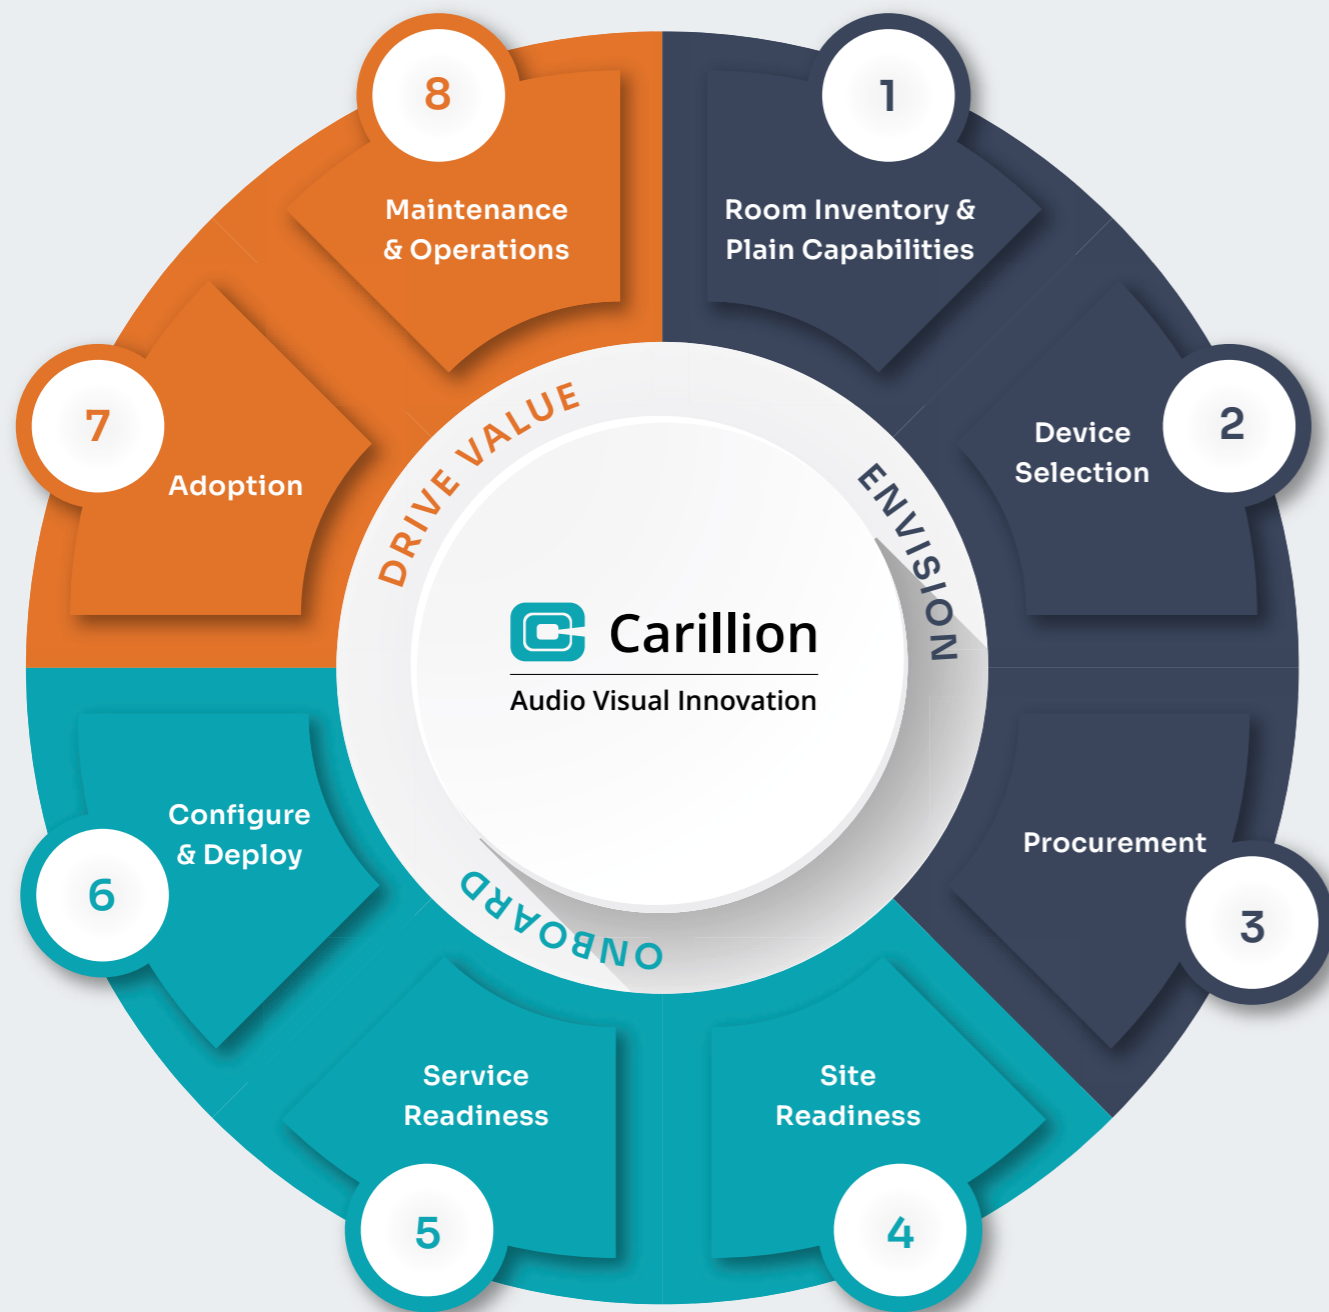 8
Maintenance
& Operations
1
Room Inventory &
Plain Capabilities
2
Device
Selection
3
Procurement
4
Site
Readiness
5
Service
Readiness
6
Configure
& Deploy
7
Adoption
DRIVE VALUE
ENVISION
ONBOARD
Carillion
Audio Visual Innovation